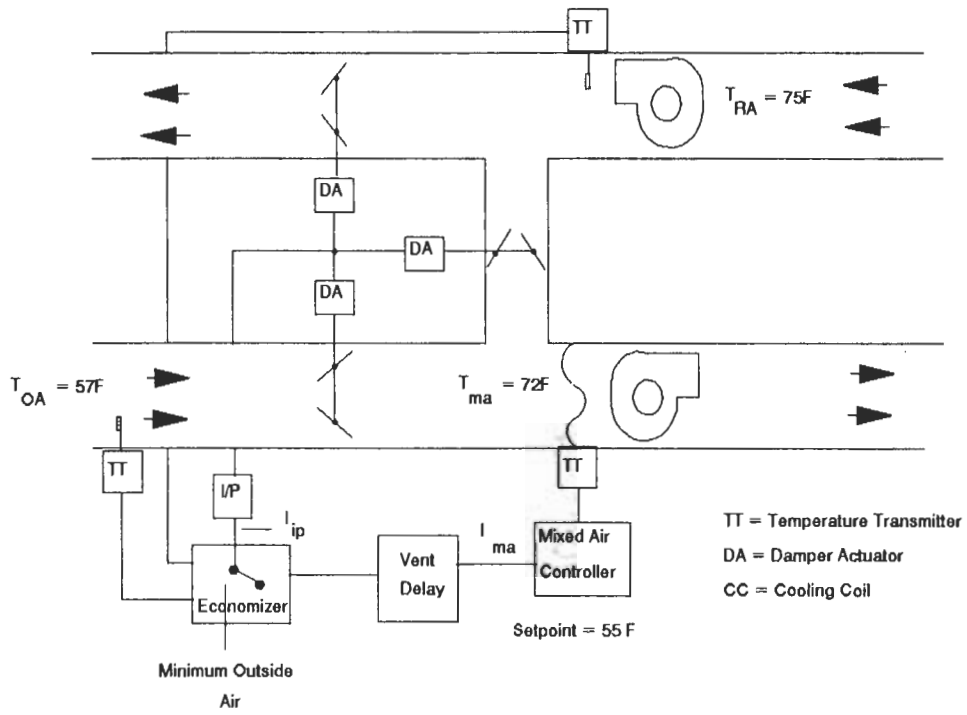 TT
T RA = 75F
DA
DA
DA
T OA = 57F
T ma = 72F
TT
I/P
TT
I ip
I ma
Mixed Air
Controller
Vent
Delay
Economizer
Setpoint = 55 F
Minimum Outside
Air
TT = Temperature Transmitter
DA = Damper Actuator
CC = Cooling Coil